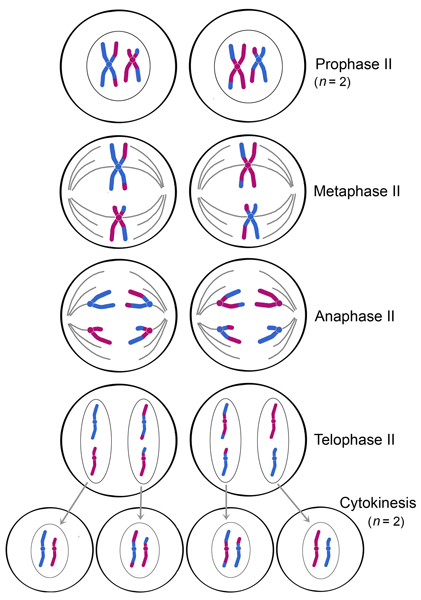 Prophase II
(n = 2)
Metaphase II
Anaphase II
Telophase II
Cytokinesis
(n = 2)